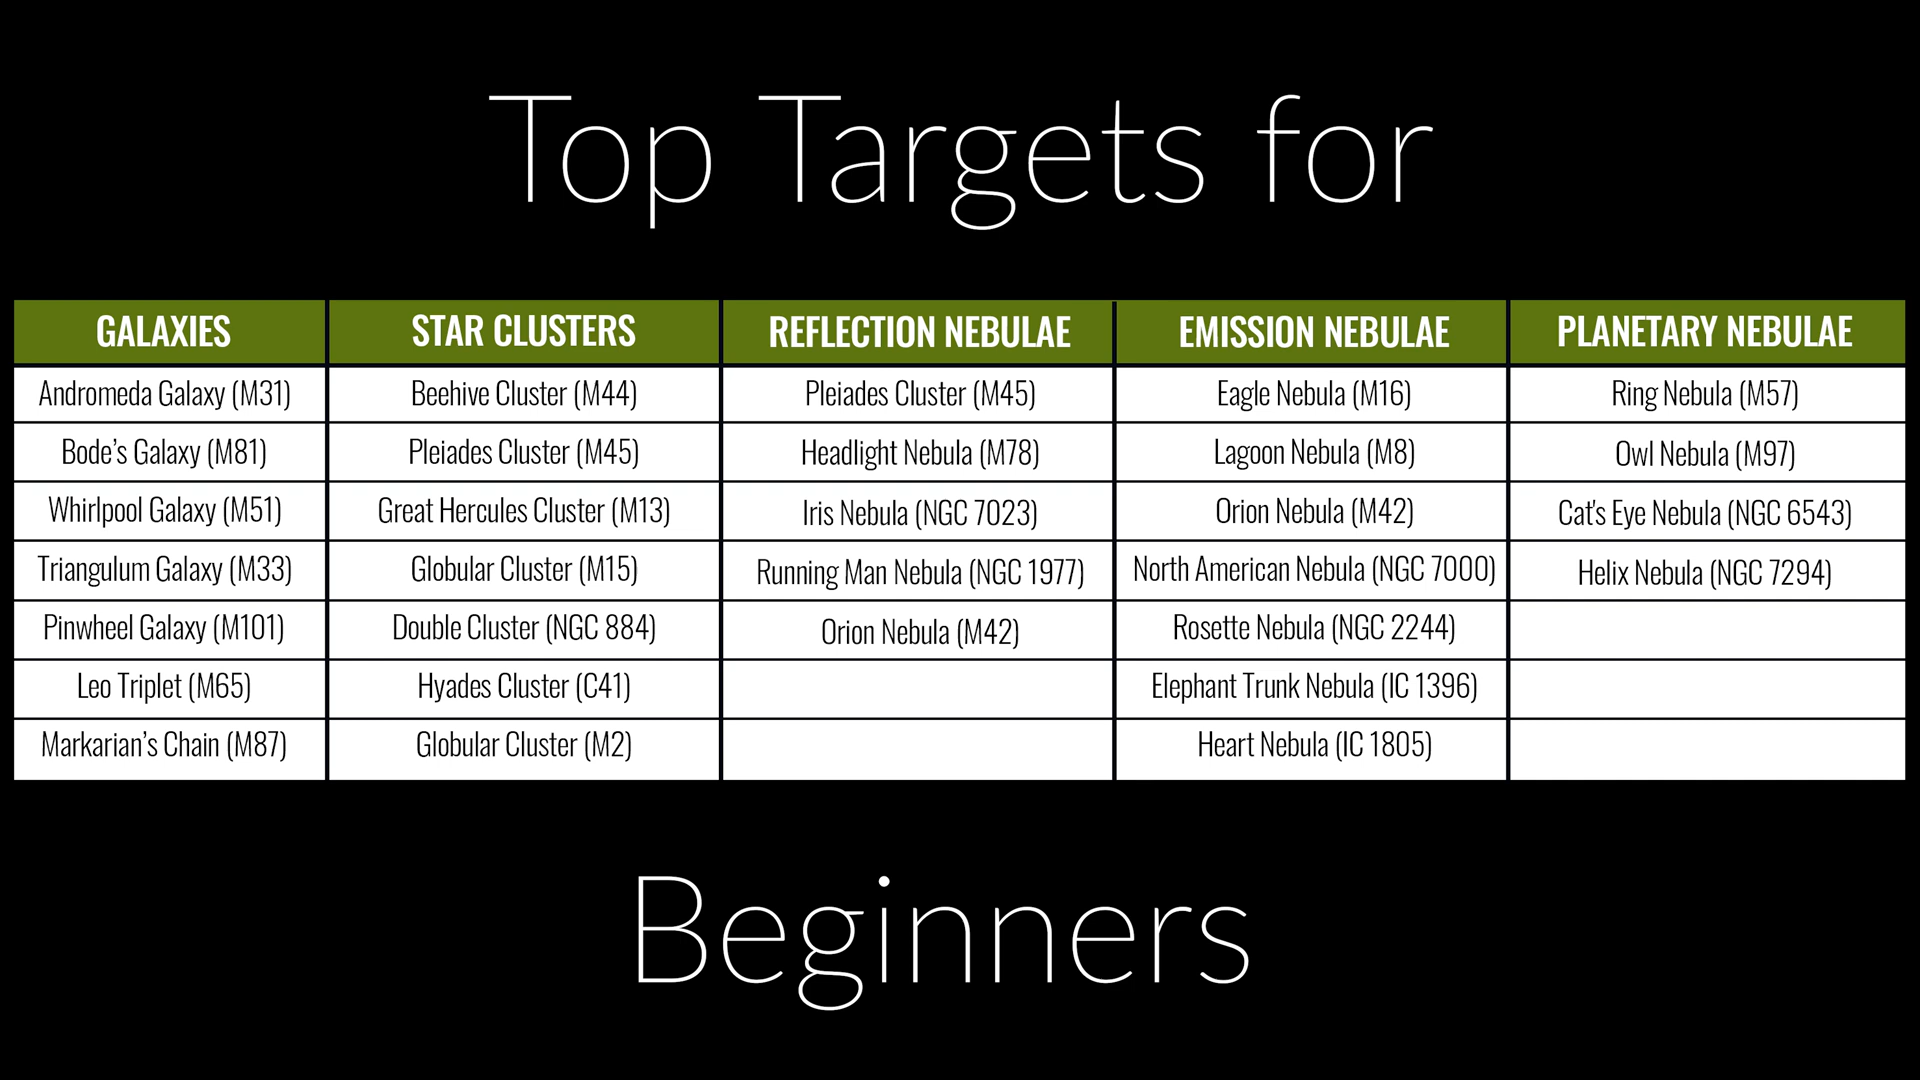 Top Targets for
GALAXIES STAR CLUSTERS REFLECTION NEBULAE EMISSION NEBULAE PLANETARY NEBULAE
Andromeda Galaxy (M31) Beehive Cluster (M44) Pleiades Cluster (M45) Eagle Nebula (M16) Ring Nebula (M57)
Bode’s Galaxy (M81) Pleiades Cluster (M45) Headlight Nebula (M78) Lagoon Nebula (M8) Owl Nebula (M97)
Whirlpool Galaxy (M51) Great Hercules Cluster (M13) Iris Nebula (NGC 7023) Orion Nebula (M42) Cat's Eye Nebula (NGC 6543)
Triangulum Galaxy (M33) Globular Cluster (M15) Running Man Nebula (NGC 1977) North American Nebula (NGC 7000) Helix Nebula (NGC 7294)
Pinwheel Galaxy (M101) Double Cluster (NGC 884) Orion Nebula (M42) Rosette Nebula (NGC 2244)
Leo Triplet (M65) Hyades Cluster (C41) Elephant Trunk Nebula (IC 1396)
Markarian’s Chain (M87) Globular Cluster (M2) Heart Nebula (IC 1805)
Beginners